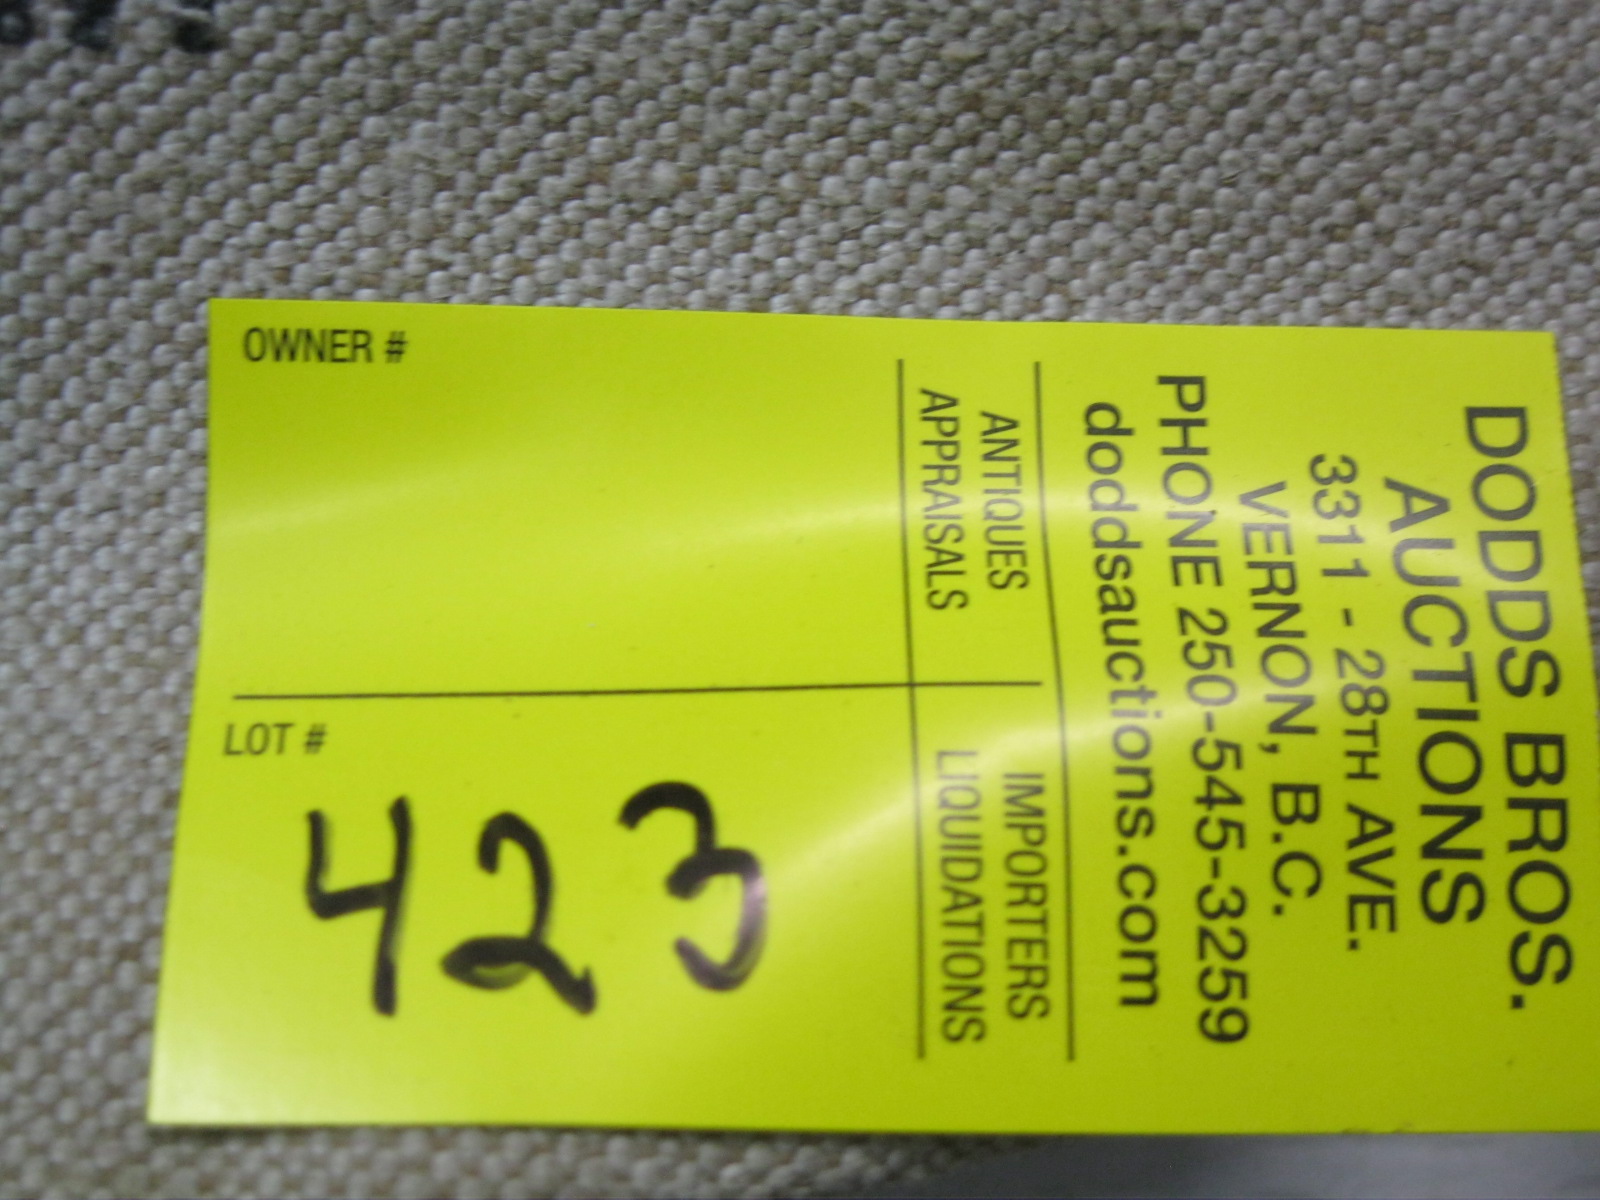 DODDS BROS.
AUCTIONS
3311 - 28TH AVE.
VERNON, B.C.
PHONE 250-545-3259
doddsauctions.com
ANTIQUES IMPORTERS
APPRAISALS LIQUIDATIONS
OWNER #
LOT #
423